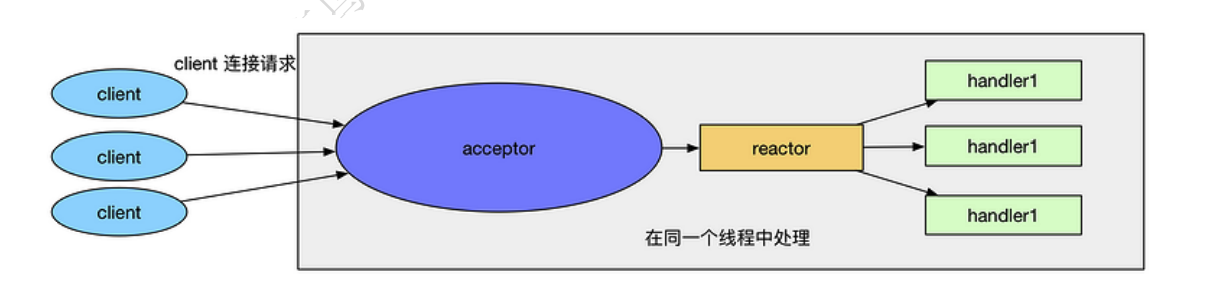 client 连接请求
client
client
client
acceptor
reactor
handler1
handler1
handler1
在同一个线程中处理